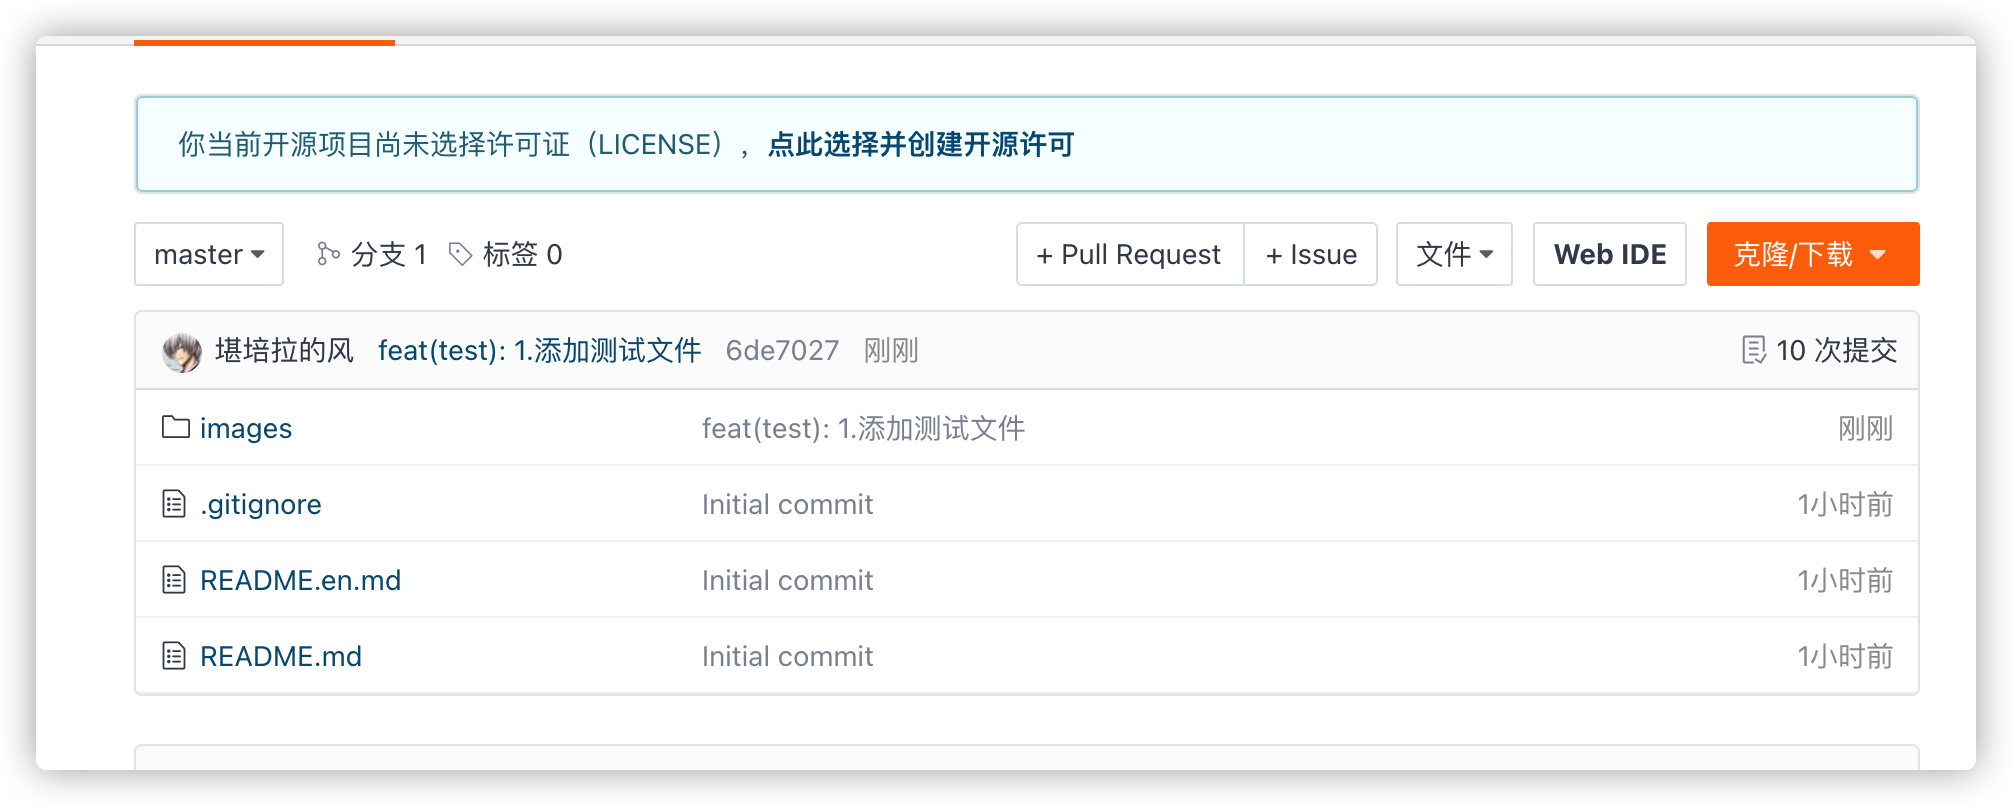 你当前开源项目尚未选择许可证（LICENSE），点此选择并创建开源许可
master 分支 1 标签 0 + Pull Request + Issue 文件 Web IDE 克隆/下载
堪培拉的风 feat(test): 1.添加测试文件 6de7027 刚刚 10 次提交
images feat(test): 1.添加测试文件 刚刚
.gitignore Initial commit 1小时前
README.en.md Initial commit 1小时前
README.md Initial commit 1小时前